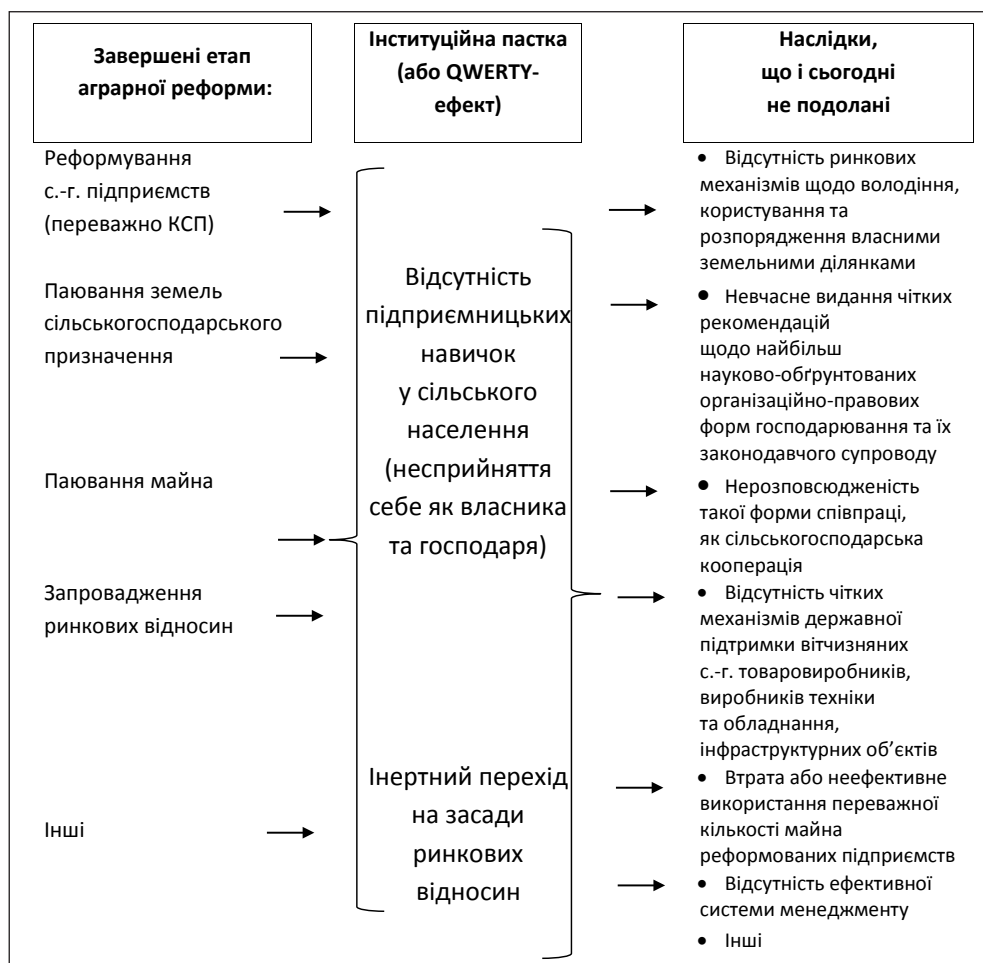 Завершені етап
аграрної реформи:
Інституційна пастка
(або QWERTY-
ефект)
Наслідки,
що і сьогодні
не подолані
Реформування
с.-г. підприємств
(переважно КСП)
Паювання земель
сільськогосподарського
призначення
Паювання майна
Запровадження
ринкових відносин
Інші
Відсутність
підприємницьких
навичок
у сільського
населення
(несприйняття
себе як власника
та господаря)
Інертний перехід
на засади
ринкових
відносин
• Відсутність ринкових
механізмів щодо володіння,
користування та
розпорядження власними
земельними ділянками
• Невчасне видання чітких
рекомендацій
щодо найбільш
науково-обґрунтованих
організаційно-правових
форм господарювання та їх
законодавчого супроводу
• Нерозповсюдженість
такої форми співпраці,
як сільськогосподарська
кооперація
• Відсутність чітких
механізмів державної
підтримки вітчизняних
с.-г. товаровиробників,
виробників техніки
та обладнання,
інфраструктурних об’єктів
• Втрата або неефективне
використання переважної
кількості майна
реформованих підприємств
• Відсутність ефективної
системи менеджменту
• Інші